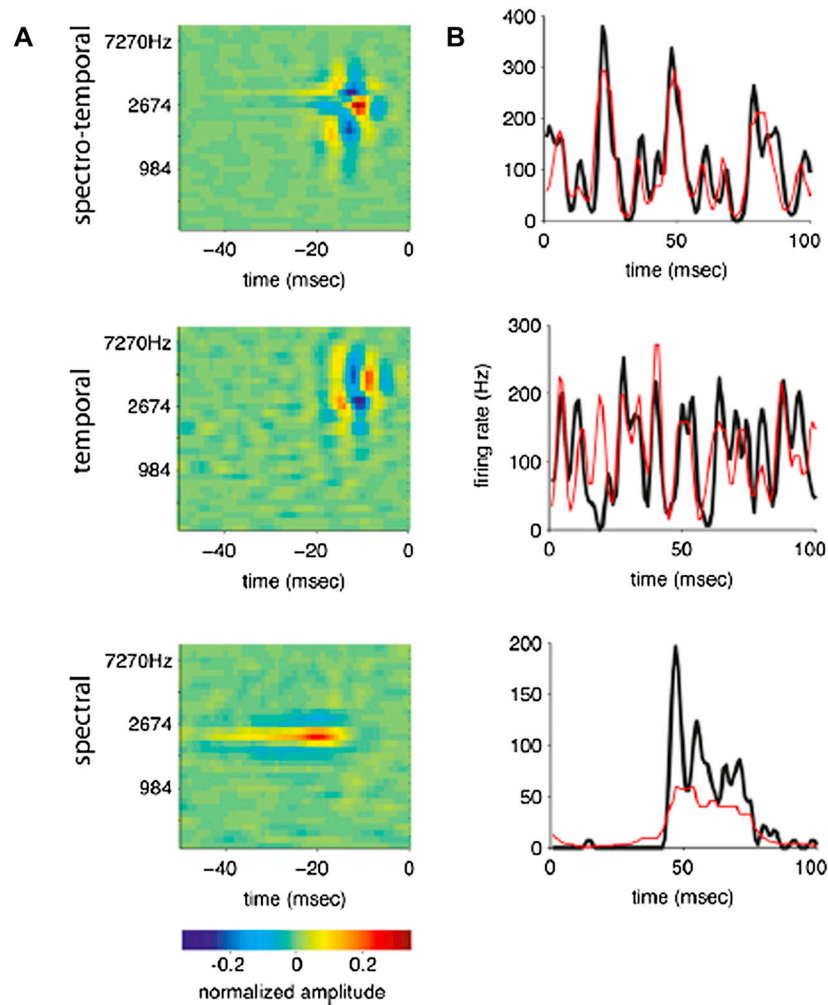 A
B
spectro-temporal
7270Hz
2674
984
−40
−20
0
time (msec)
400
300
200
100
0
0
50
100
time (msec)
temporal
7270Hz
2674
984
−40
−20
0
time (msec)
firing rate (Hz)
300
200
100
0
0
50
100
time (msec)
spectral
7270Hz
2674
984
−40
−20
0
time (msec)
200
150
100
50
0
0
50
100
time (msec)
-0.2
0
0.2
normalized amplitude